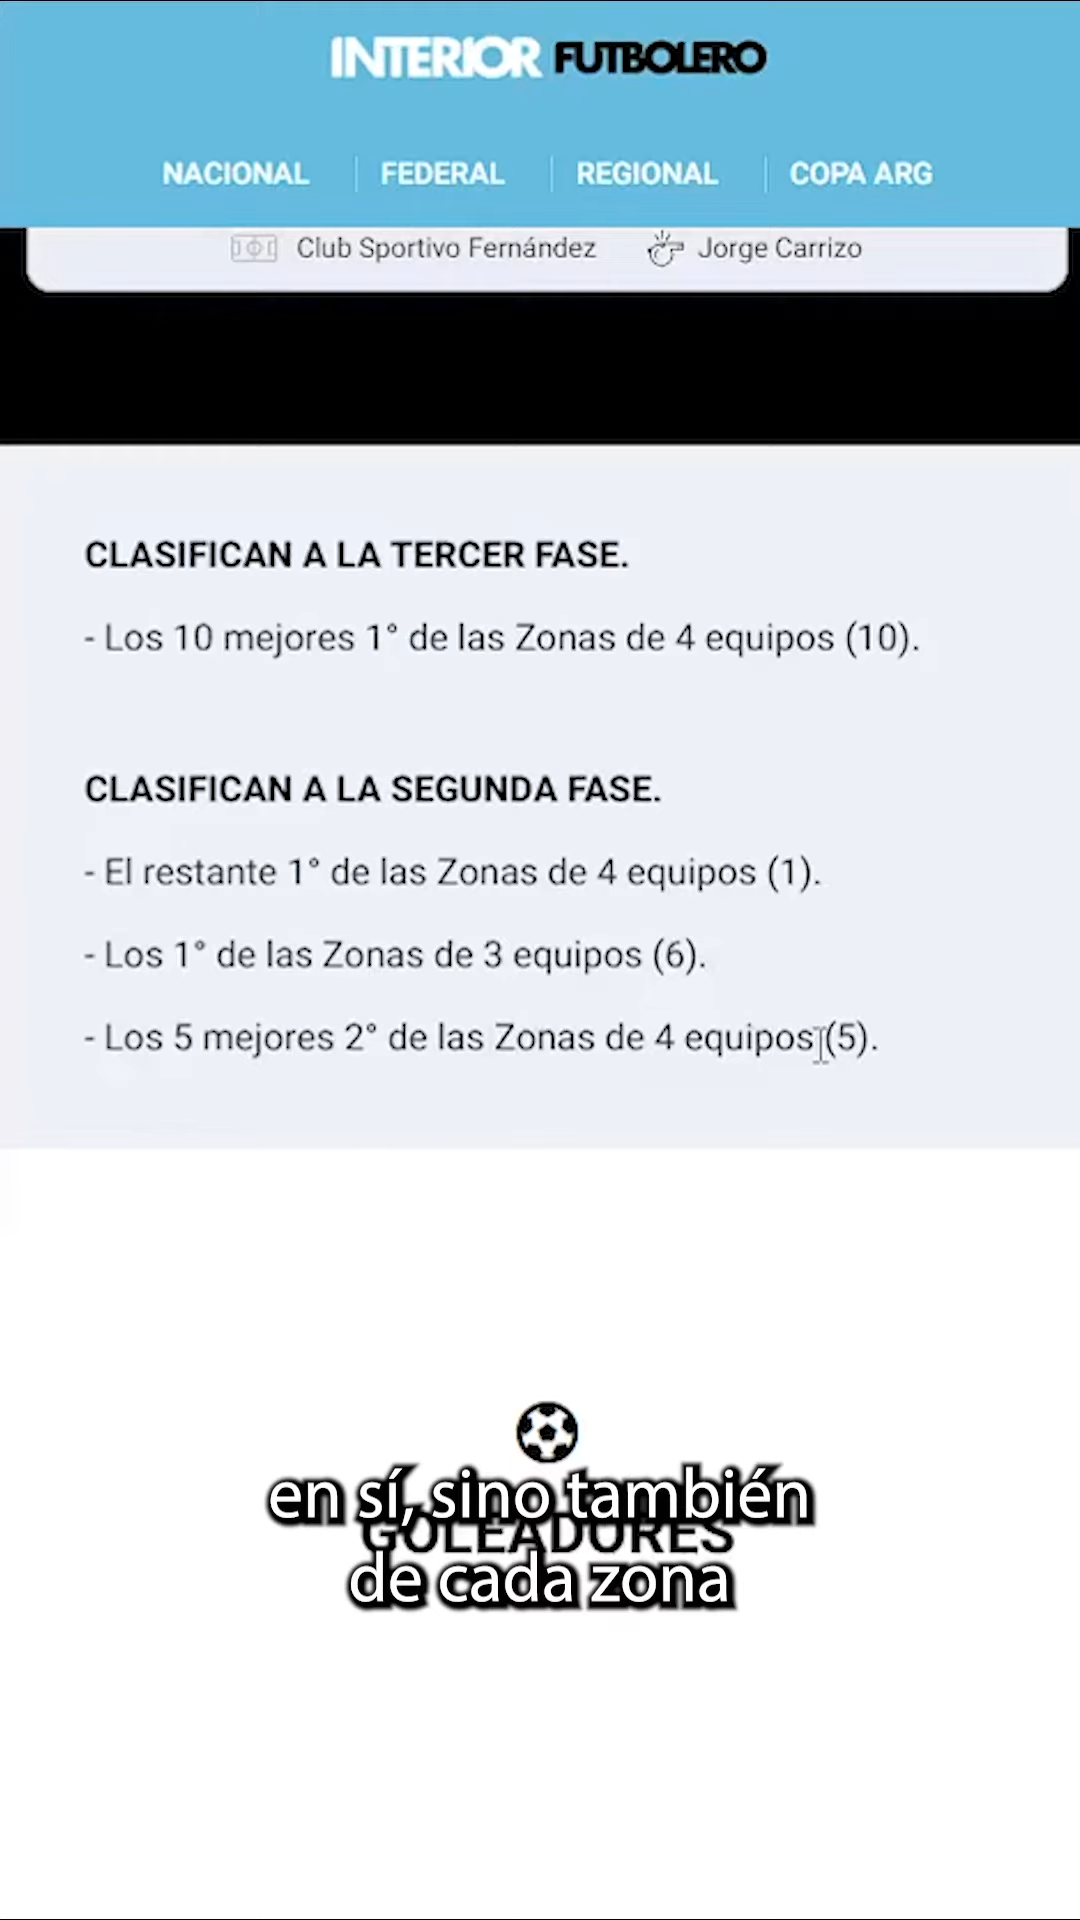 INTERIOR FUTBOLERO
NACIONAL FEDERAL REGIONAL COPA ARG
Club Sportivo Fernández Jorge Carrizo
CLASIFICAN A LA TERCER FASE.
- Los 10 mejores 1° de las Zonas de 4 equipos (10).
CLASIFICAN A LA SEGUNDA FASE.
- El restante 1° de las Zonas de 4 equipos (1).
- Los 1° de las Zonas de 3 equipos (6).
- Los 5 mejores 2° de las Zonas de 4 equipos (5).
en sí, sino también
GOLEADORES
de cada zona